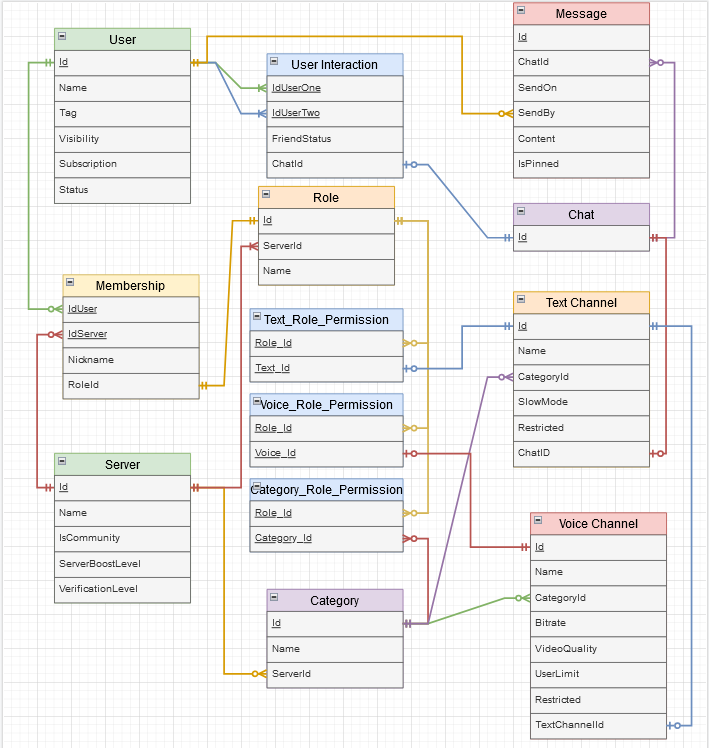 User
Id
Name
Tag
Visibility
Subscription
Status
User Interaction
IdUserOne
IdUserTwo
FriendStatus
ChatId
Message
Id
ChatId
SendOn
SendBy
Content
IsPinned
Role
Id
ServerId
Name
Chat
Id
Membership
IdUser
IdServer
Nickname
RoleId
Text_Role_Permission
Role_Id
Text_Id
Text Channel
Id
Name
CategoryId
SlowMode
Restricted
ChatID
Voice_Role_Permission
Role_Id
Voice_Id
Server
Id
Name
IsCommunity
ServerBoostLevel
VerificationLevel
Category_Role_Permission
Role_Id
Category_Id
Voice Channel
Id
Name
CategoryId
Bitrate
VideoQuality
UserLimit
Restricted
TextChannelId
Category
Id
Name
ServerId